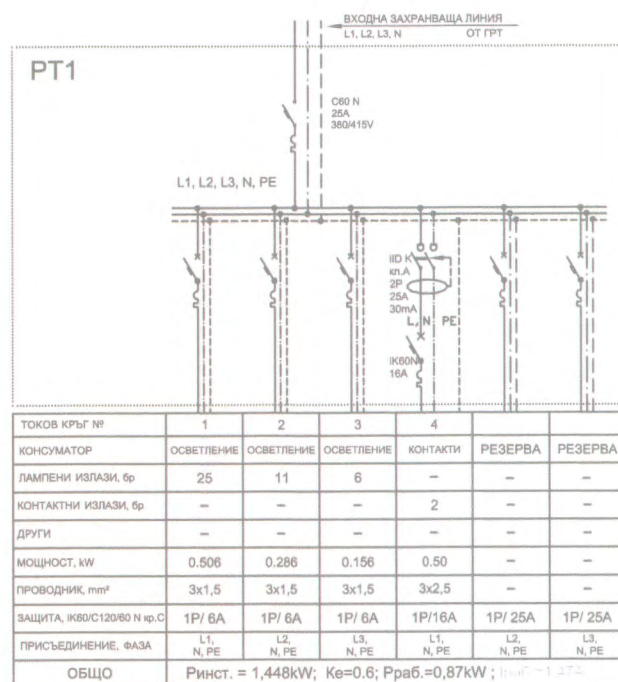 ВХОДНА ЗАХРАНВАЩА ЛИНИЯ
L1, L2, L3, N ОТ ГРТ
РТ1
C60 N
25A
380/415V
L1, L2, L3, N, PE
IID K
кл.А
2P
25A
30mA
L, N PE
IK60N
16A
ТОКОВ КРЪГ № 1 2 3 4
КОНСУМАТОР ОСВЕТЛЕНИЕ ОСВЕТЛЕНИЕ ОСВЕТЛЕНИЕ КОНТАКТИ РЕЗЕРВА РЕЗЕРВА
ЛАМПЕНИ ИЗЛАЗИ, бр 25 11 6 – – –
КОНТАКТНИ ИЗЛАЗИ, бр – – – 2 – –
ДРУГИ – – – – – –
МОЩНОСТ, kW 0.506 0.286 0.156 0.50 – –
ПРОВОДНИК, mm² 3x1,5 3x1,5 3x1,5 3x2,5 – –
ЗАЩИТА, IK60/C120/60 N кр.С 1P/ 6A 1P/ 6A 1P/ 6A 1P/16A 1P/ 25A 1P/ 25A
ПРИСЪЕДИНЕНИЕ, ФАЗА L1, N, PE L2, N, PE L3, N, PE L1, N, PE L2, N, PE L3, N, PE
ОБЩО Ринст. = 1,448kW; Ке=0.6; Рраб.=0,87kW ;